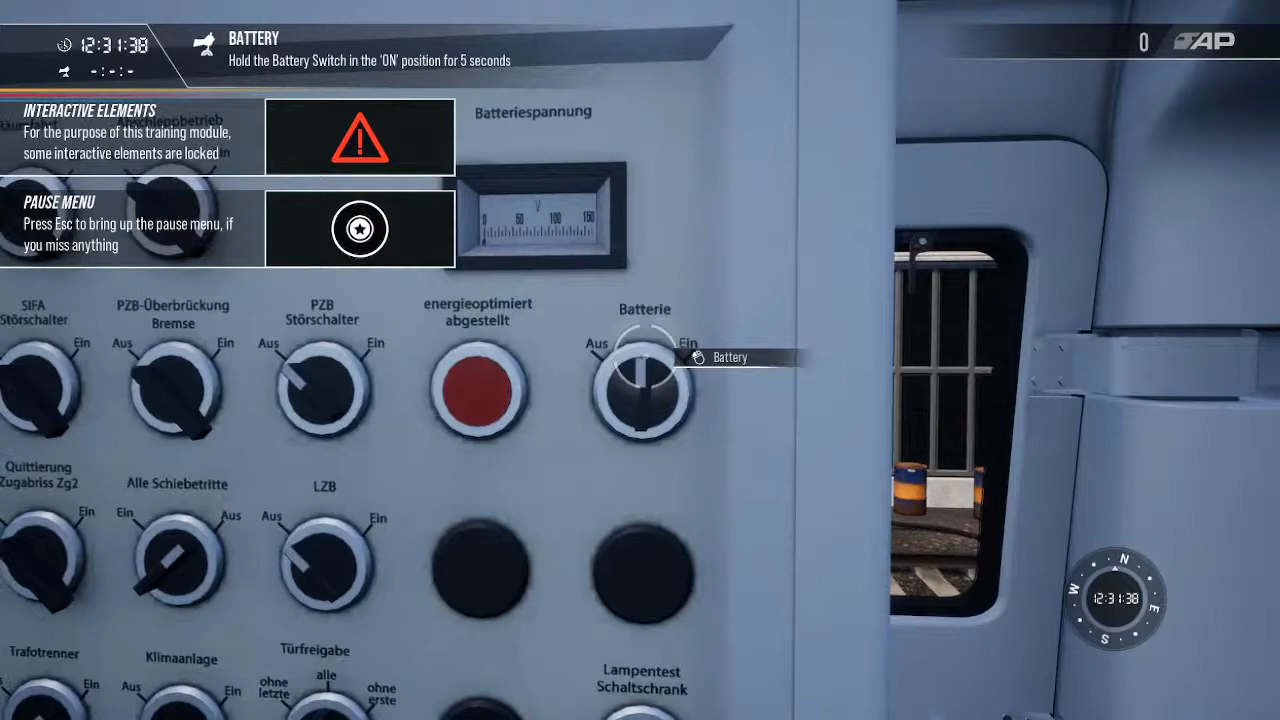 12:31:38
-:-:-
BATTERY
Hold the Battery Switch in the 'ON' position for 5 seconds
0
AP
INTERACTIVE ELEMENTS
For the purpose of this training module,
some interactive elements are locked
PAUSE MENU
Press Esc to bring up the pause menu, if
you miss anything
Batteriespannung
V
0 50 100 150
SIFA
Störschalter
Ein
PZB-Überbrückung
Bremse
Aus Ein
PZB
Störschalter
Aus Ein
energieoptimiert
abgestellt
Batterie
Aus Ein
Battery
Quittierung
Zugabriss Zg2
Ein
Alle Schiebetritte
Ein Aus
LZB
Aus Ein
Trafotrenner
Ein
Klimaanlage
Aus Ein
Türfreigabe
ohne
letzte
alle
ohne
erste
Lampentest
Schaltschrank
N
W
E
S
12:31:38